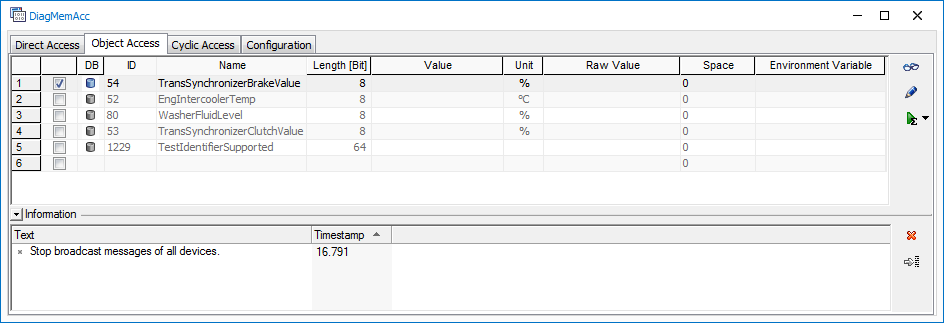 DiagMemAcc
Direct Access Object Access Cyclic Access Configuration
DB ID Name Length [Bit] Value Unit Raw Value Space Environment Variable
1 54 TransSynchronizerBrakeValue 8 % 0
2 52 EngIntercoolerTemp 8 °C 0
3 80 WasherFluidLevel 8 % 0
4 53 TransSynchronizerClutchValue 8 % 0
5 1229 TestIdentifierSupported 64 0
6 0
Information
Text Timestamp
Stop broadcast messages of all devices. 16.791